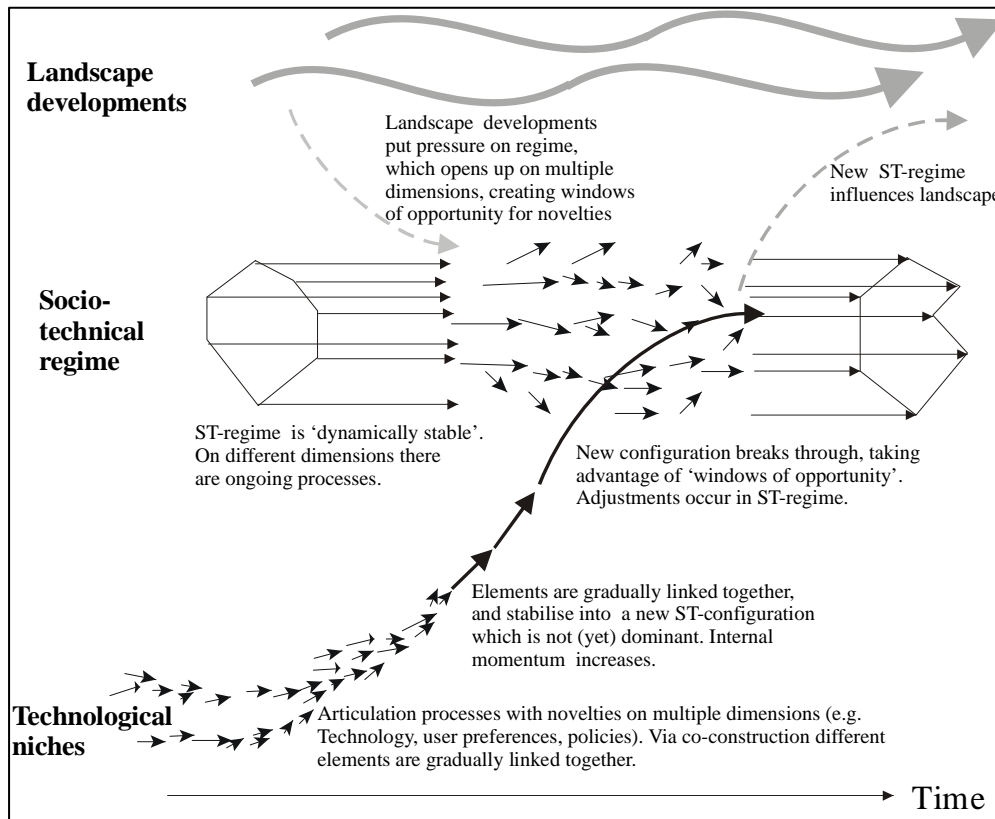 Landscape
developments
Landscape developments
put pressure on regime,
which opens up on multiple
dimensions, creating windows
of opportunity for novelties
New ST-regime
influences landscape
Socio-
technical
regime
ST-regime is ‘dynamically stable’.
On different dimensions there
are ongoing processes.
New configuration breaks through, taking
advantage of ‘windows of opportunity’.
Adjustments occur in ST-regime.
Elements are gradually linked together,
and stabilise into a new ST-configuration
which is not (yet) dominant. Internal
momentum increases.
Technological
niches
Articulation processes with novelties on multiple dimensions (e.g.
Technology, user preferences, policies). Via co-construction different
elements are gradually linked together.
Time